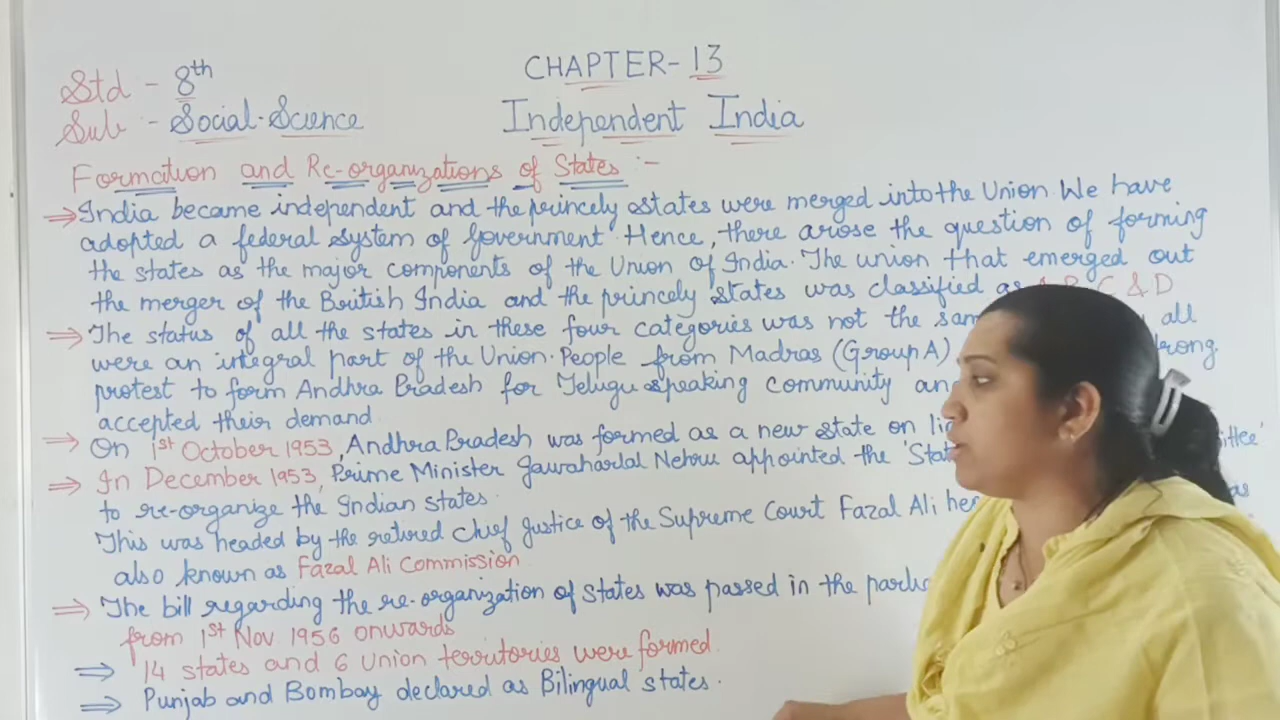 Std - 8th
CHAPTER-13
Sub - Social-Science
Independent India
Formation and Re-organizations of States :-
⇒ India became independent and the princely states were merged into the Union. We have
adopted a federal system of Government. Hence, there arose the question of forming
the states as the major components of the Union of India. The union that emerged out
the merger of the British India and the princely states was classified as A B C & D
⇒ The status of all the states in these four categories was not the all
were an integral part of the Union. People from Madras (Group A)
protest to form Andhra Pradesh for Telugu speaking community
accepted their demand.
⇒ On 1st October 1953, Andhra Pradesh was formed as a new state on
⇒ In December 1953, Prime Minister Jawaharlal Nehru appointed the
to re-organize the Indian states.
This was headed by the retired chief justice of the Supreme Court Fazal Ali as
also known as Fazal Ali Commission
⇒ The bill regarding the re-organization of states was passed in the
from 1st Nov 1956 onwards
⇒ 14 states and 6 Union territories were formed.
⇒ Punjab and Bombay declared as Bilingual states.